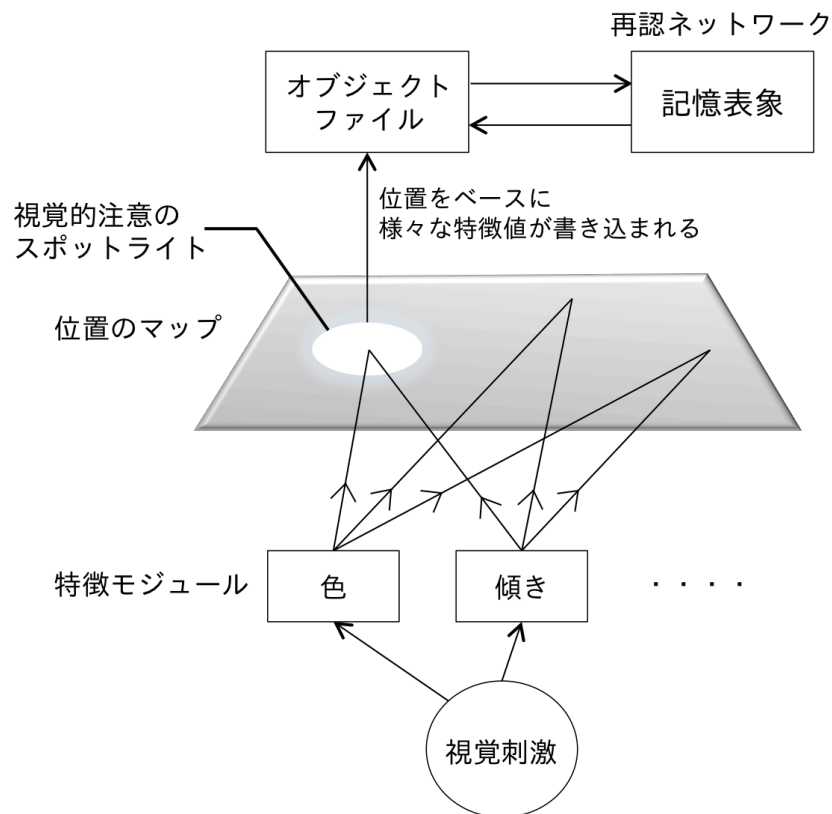 再認ネットワーク
オブジェクト
ファイル
記憶表象
位置をベースに
様々な特徴値が書き込まれる
視覚的注意の
スポットライト
位置のマップ
特徴モジュール
色
傾き
・・・・
視覚刺激